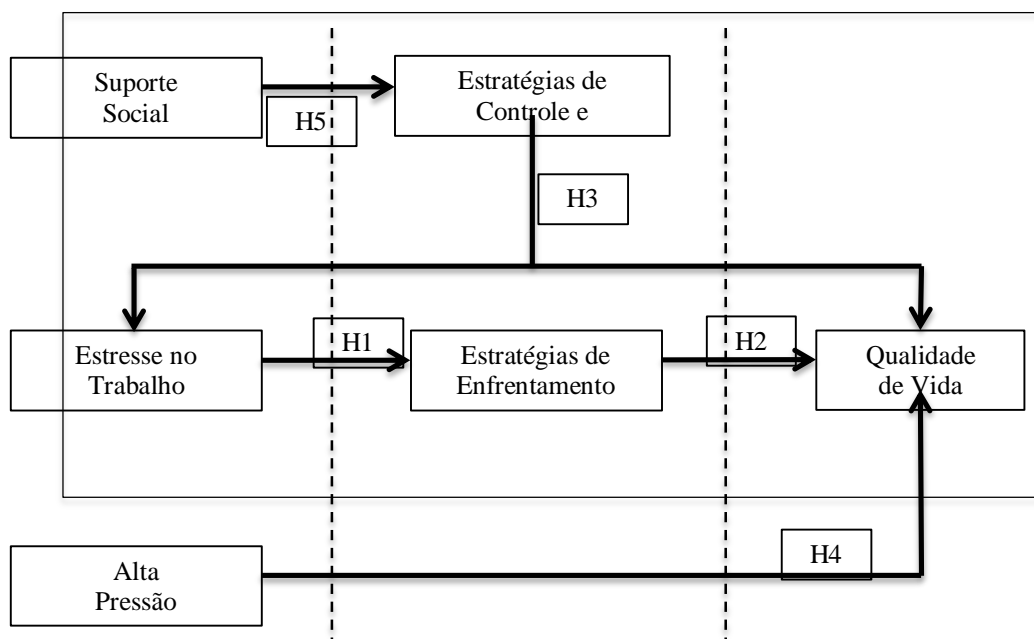 Suporte
Social
H5
Estratégias de
Controle e
H3
Estresse no
Trabalho
H1
Estratégias de
Enfrentamento
H2
Qualidade
de Vida
Alta
Pressão
H4